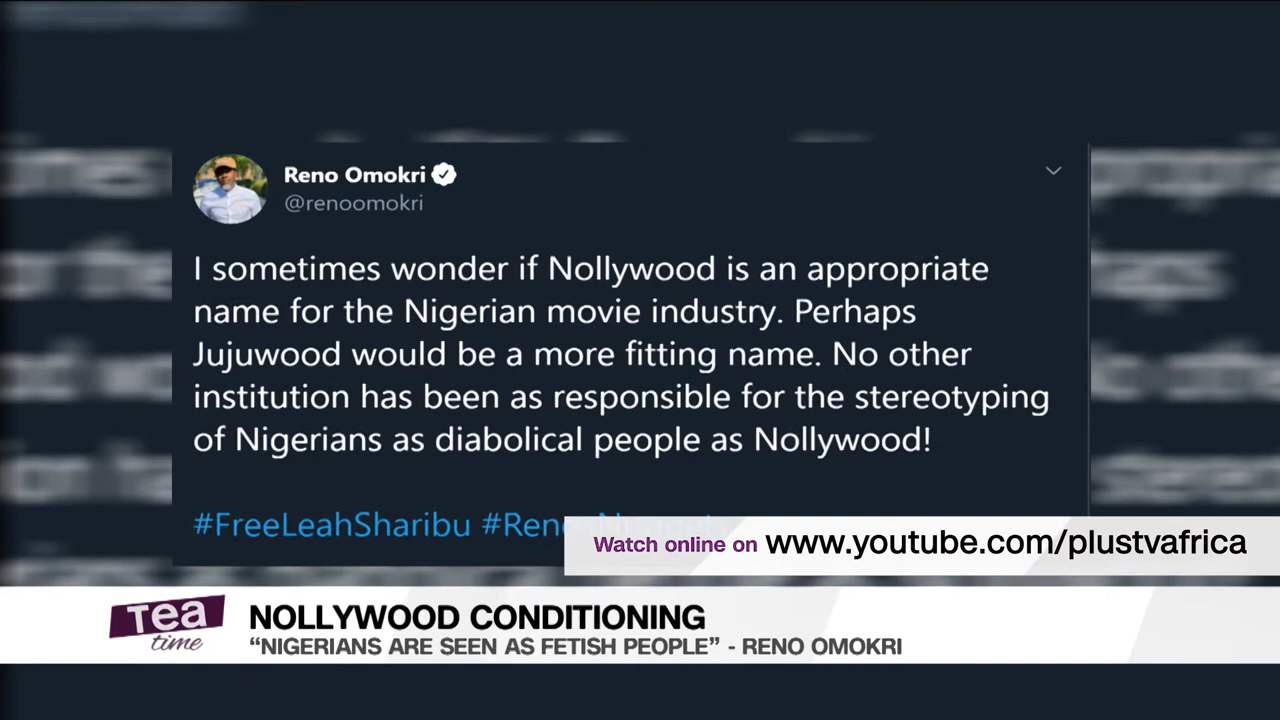 Reno Omokri
@renoomokri
I sometimes wonder if Nollywood is an appropriate
name for the Nigerian movie industry. Perhaps
Jujuwood would be a more fitting name. No other
institution has been as responsible for the stereotyping
of Nigerians as diabolical people as Nollywood!
#FreeLeahSharibu
Watch online on www.youtube.com/plustvafrica
Tea
time
NOLLYWOOD CONDITIONING
“NIGERIANS ARE SEEN AS FETISH PEOPLE” - RENO OMOKRI